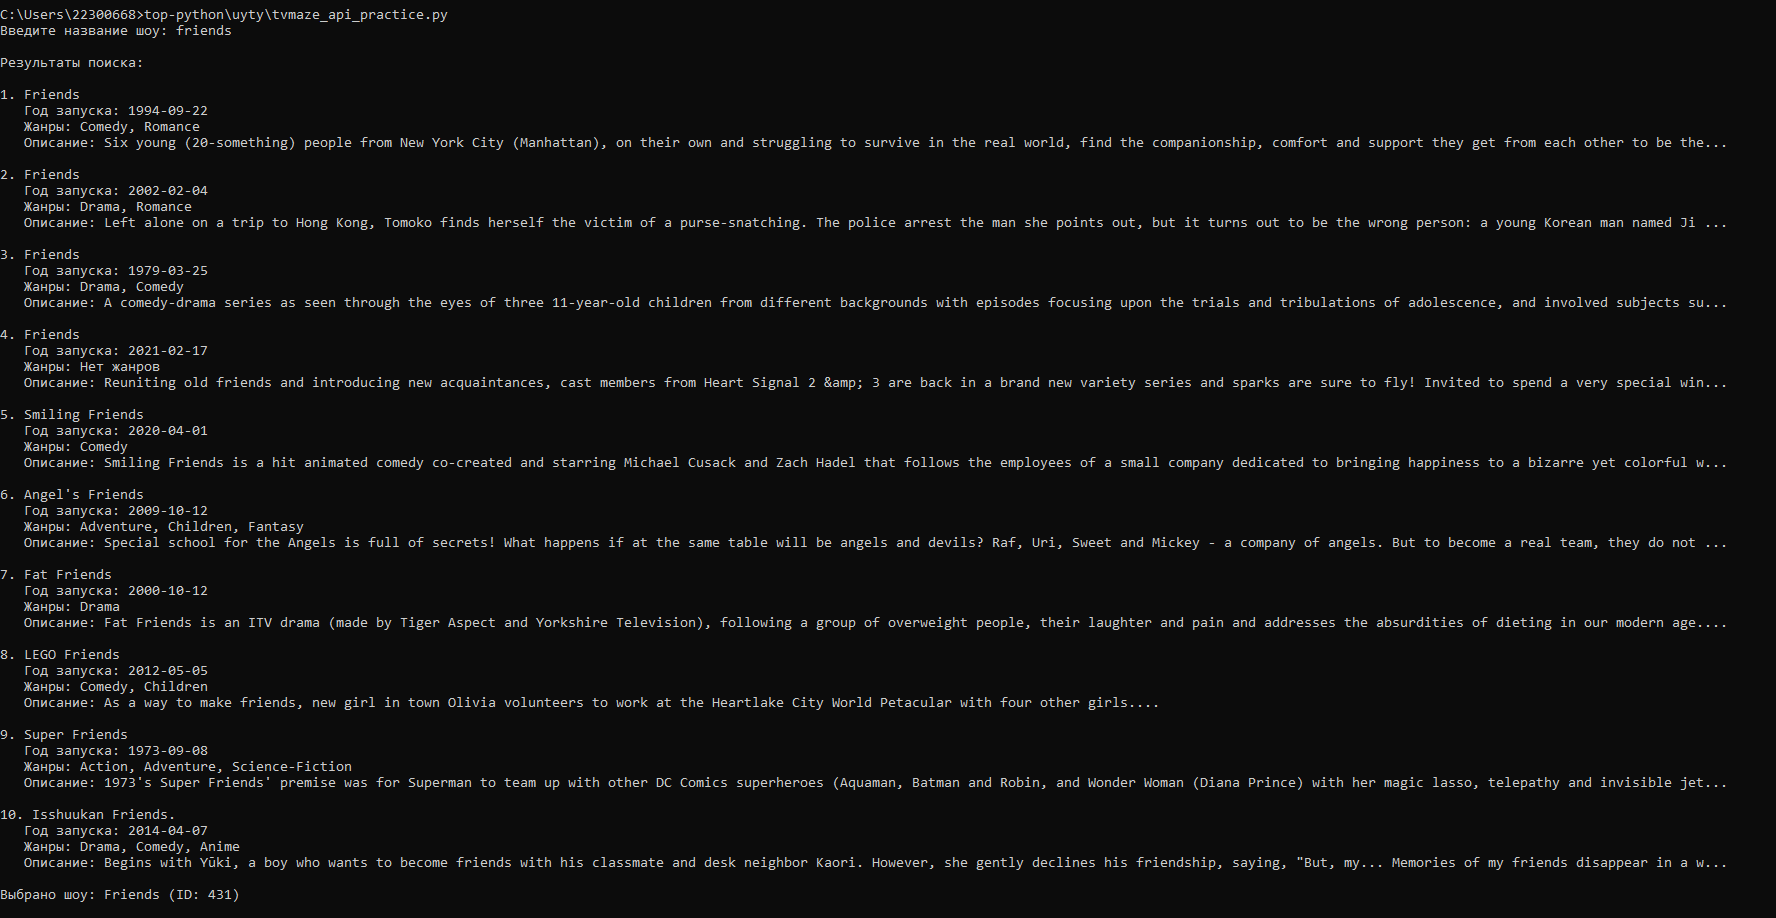 C:\Users\22300668>top-python\uyty\tvmaze_api_practice.py
Введите название шоу: friends
Результаты поиска:
1. Friends
Год запуска: 1994-09-22
Жанры: Comedy, Romance
Описание: Six young (20-something) people from New York City (Manhattan), on their own and struggling to survive in the real world, find the companionship, comfort and support they get from each other to be the...
2. Friends
Год запуска: 2002-02-04
Жанры: Drama, Romance
Описание: Left alone on a trip to Hong Kong, Tomoko finds herself the victim of a purse-snatching. The police arrest the man she points out, but it turns out to be the wrong person: a young Korean man named Ji ...
3. Friends
Год запуска: 1979-03-25
Жанры: Drama, Comedy
Описание: A comedy-drama series as seen through the eyes of three 11-year-old children from different backgrounds with episodes focusing upon the trials and tribulations of adolescence, and involved subjects su...
4. Friends
Год запуска: 2021-02-17
Жанры: Нет жанров
Описание: Reuniting old friends and introducing new acquaintances, cast members from Heart Signal 2 &amp; 3 are back in a brand new variety series and sparks are sure to fly! Invited to spend a very special win...
5. Smiling Friends
Год запуска: 2020-04-01
Жанры: Comedy
Описание: Smiling Friends is a hit animated comedy co-created and starring Michael Cusack and Zach Hadel that follows the employees of a small company dedicated to bringing happiness to a bizarre yet colorful w...
6. Angel's Friends
Год запуска: 2009-10-12
Жанры: Adventure, Children, Fantasy
Описание: Special school for the Angels is full of secrets! What happens if at the same table will be angels and devils? Raf, Uri, Sweet and Mickey - a company of angels. But to become a real team, they do not ...
7. Fat Friends
Год запуска: 2000-10-12
Жанры: Drama
Описание: Fat Friends is an ITV drama (made by Tiger Aspect and Yorkshire Television), following a group of overweight people, their laughter and pain and addresses the absurdities of dieting in our modern age....
8. LEGO Friends
Год запуска: 2012-05-05
Жанры: Comedy, Children
Описание: As a way to make friends, new girl in town Olivia volunteers to work at the Heartlake City World Petacular with four other girls....
9. Super Friends
Год запуска: 1973-09-08
Жанры: Action, Adventure, Science-Fiction
Описание: 1973's Super Friends' premise was for Superman to team up with other DC Comics superheroes (Aquaman, Batman and Robin, and Wonder Woman (Diana Prince) with her magic lasso, telepathy and invisible jet...
10. Isshuukan Friends.
Год запуска: 2014-04-07
Жанры: Drama, Comedy, Anime
Описание: Begins with Yūki, a boy who wants to become friends with his classmate and desk neighbor Kaori. However, she gently declines his friendship, saying, "But, my... Memories of my friends disappear in a w...
Выбрано шоу: Friends (ID: 431)